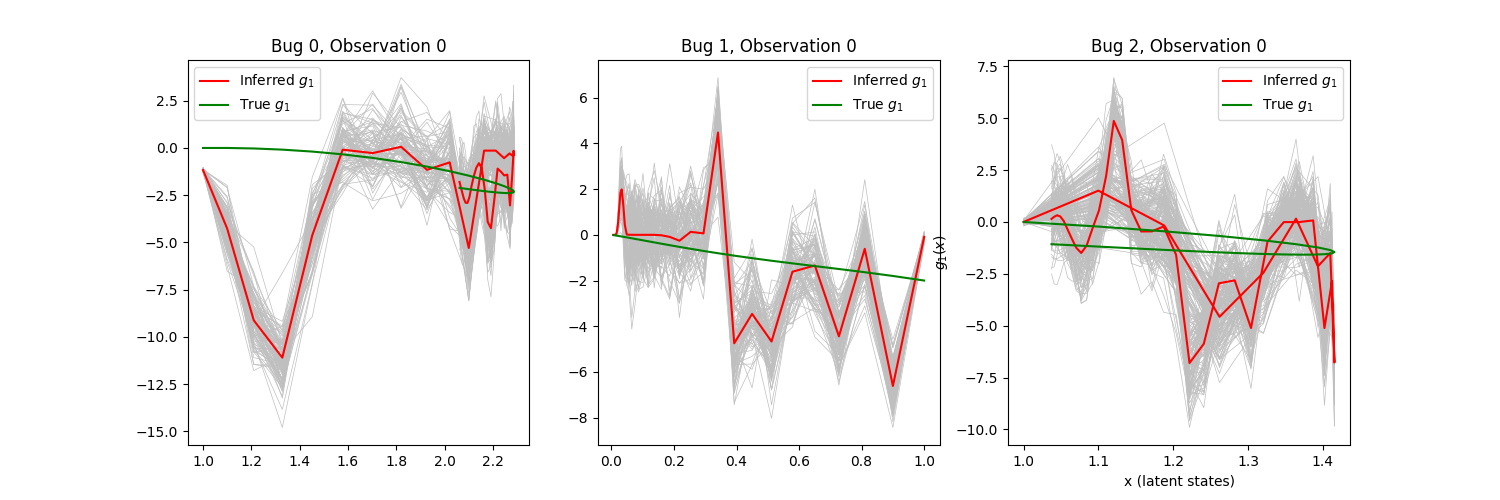 Bug 0, Observation 0
Inferred g₁
True g₁
2.5
0.0
−2.5
−5.0
−7.5
−10.0
−12.5
−15.0
1.0 1.2 1.4 1.6 1.8 2.0 2.2
Bug 1, Observation 0
Inferred g₁
True g₁
6
4
2
0
−2
−4
−6
−8
0.0 0.2 0.4 0.6 0.8 1.0
Bug 2, Observation 0
Inferred g₁
True g₁
g₁(x)
7.5
5.0
2.5
0.0
−2.5
−5.0
−7.5
−10.0
1.0 1.1 1.2 1.3 1.4
x (latent states)